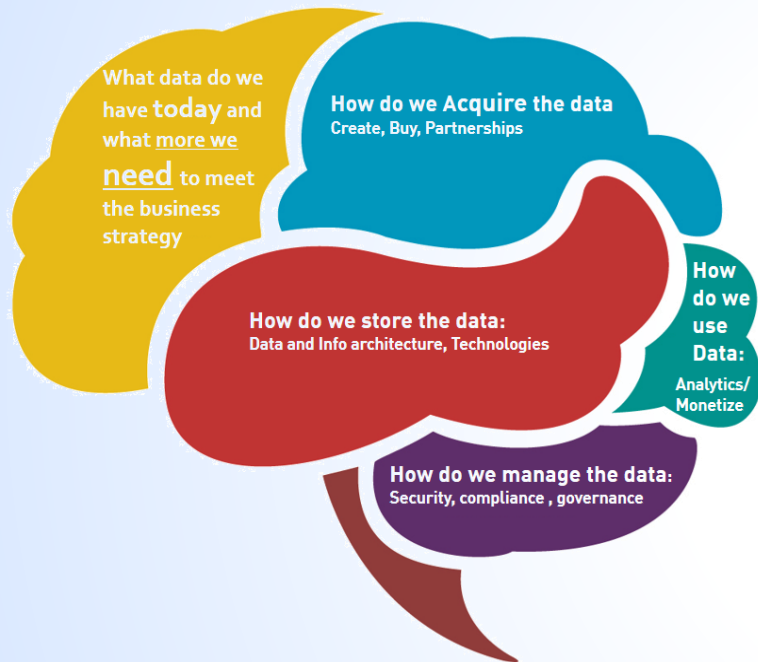 What data do we
have today and
what more we
need to meet
the business
strategy
How do we Acquire the data
Create, Buy, Partnerships
How do we store the data:
Data and Info architecture, Technologies
How
do we
use
Data:
Analytics/
Monetize
How do we manage the data:
Security, compliance , governance